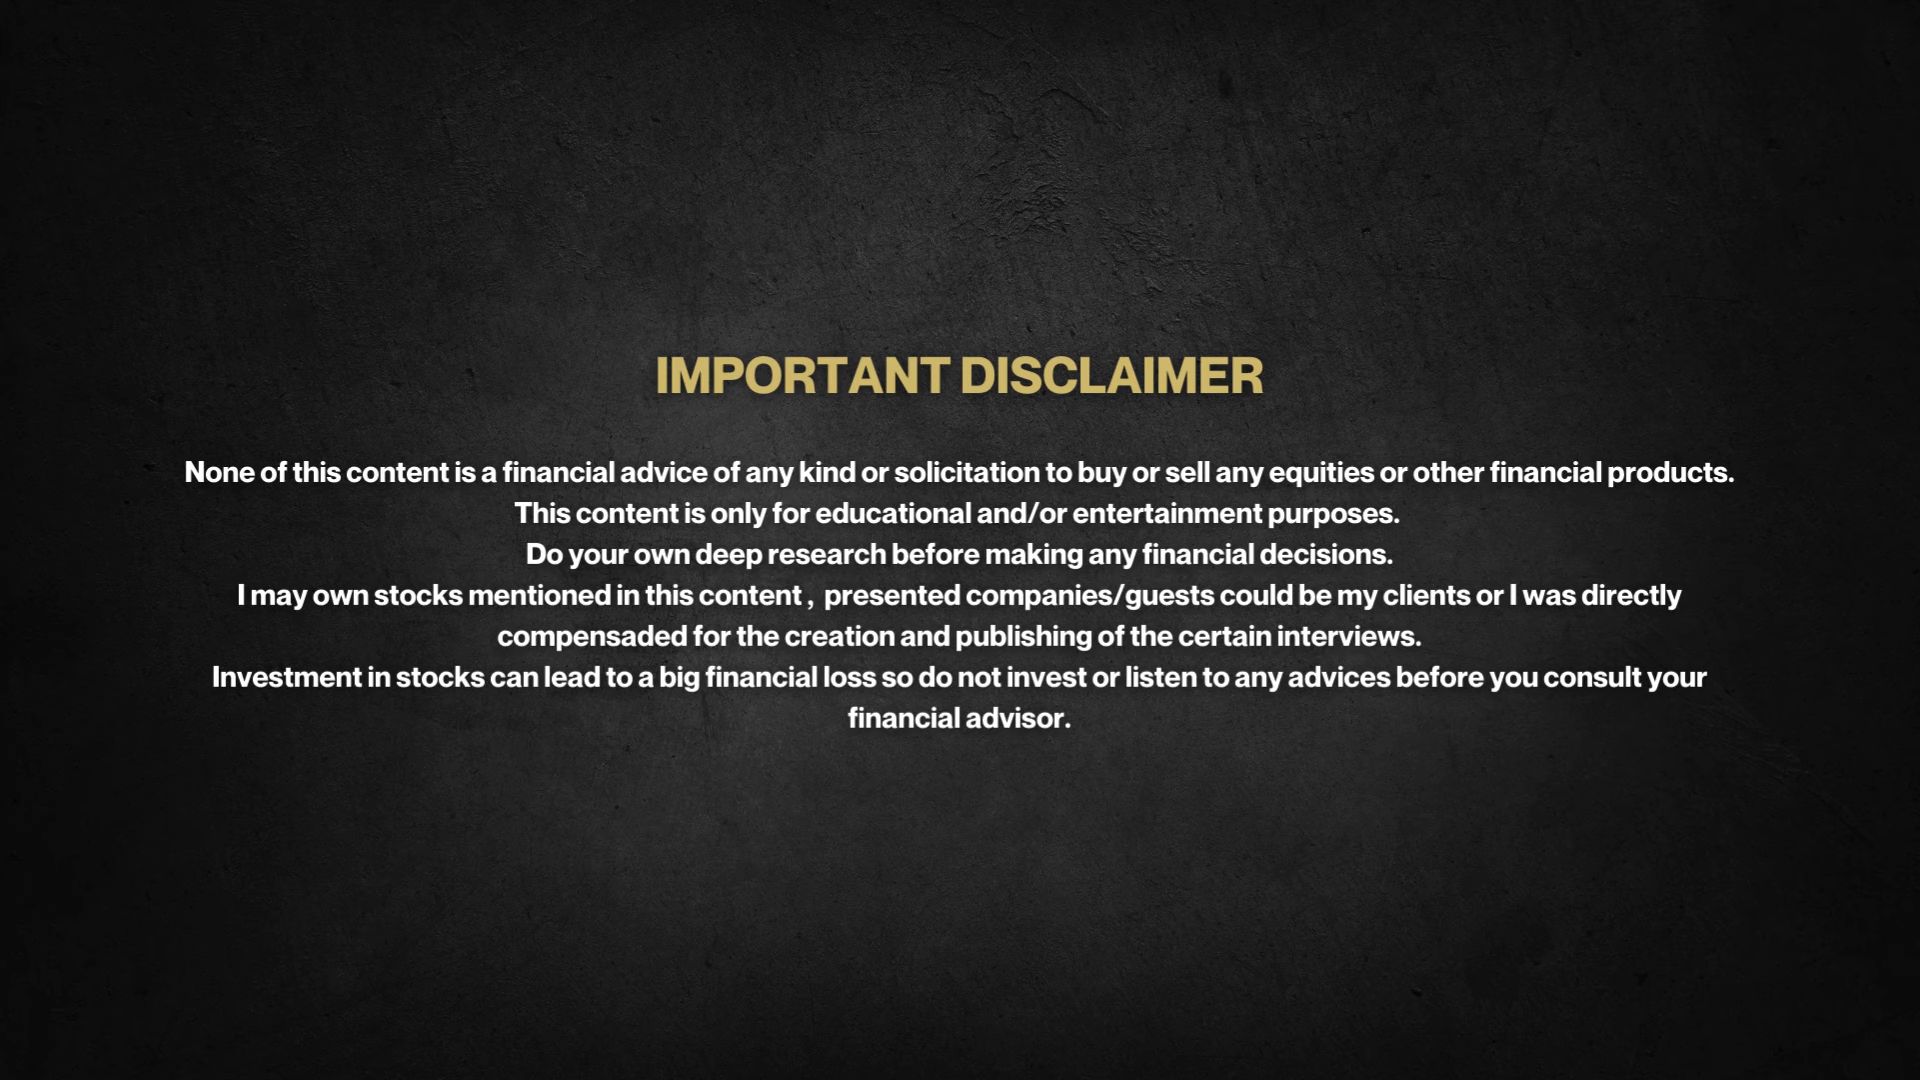 IMPORTANT DISCLAIMER
None of this content is a financial advice of any kind or solicitation to buy or sell any equities or other financial products.
This content is only for educational and/or entertainment purposes.
Do your own deep research before making any financial decisions.
I may own stocks mentioned in this content ,  presented companies/guests could be my clients or I was directly
compensaded for the creation and publishing of the certain interviews.
Investment in stocks can lead to a big financial loss so do not invest or listen to any advices before you consult your
financial advisor.